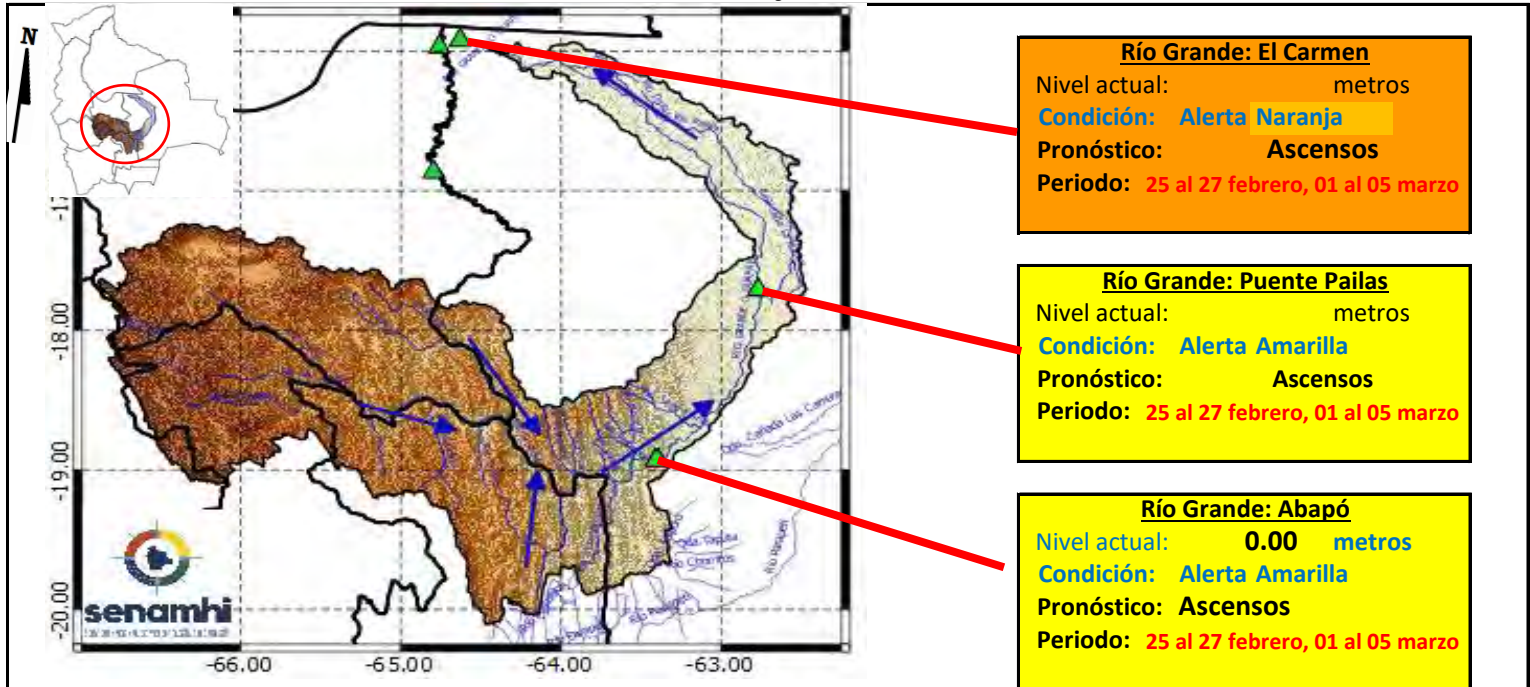 N
Río Grande: El Carmen
Nivel actual: metros
Condición: Alerta Naranja
Pronóstico: Ascensos
Periodo: 25 al 27 febrero, 01 al 05 marzo
Río Grande: Puente Pailas
Nivel actual: metros
Condición: Alerta Amarilla
Pronóstico: Ascensos
Periodo: 25 al 27 febrero, 01 al 05 marzo
Río Grande: Abapó
Nivel actual: 0.00 metros
Condición: Alerta Amarilla
Pronóstico: Ascensos
Periodo: 25 al 27 febrero, 01 al 05 marzo
-18.00
-19.00
-20.00
senamhi
-66.00 -65.00 -64.00 -63.00